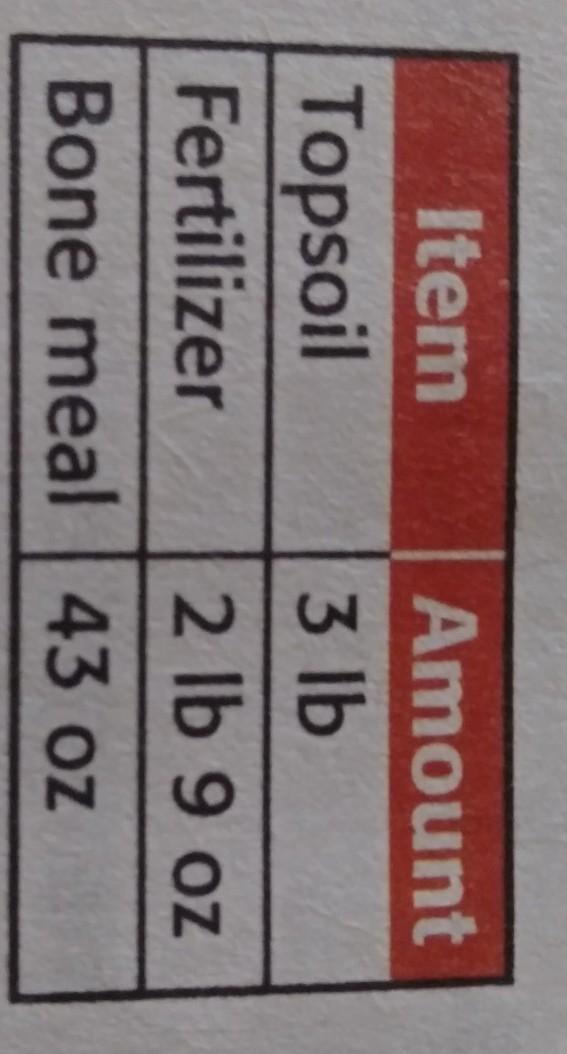 Item Amount
Topsoil 3 lb
Fertilizer 2 lb 9 oz
Bone meal 43 oz